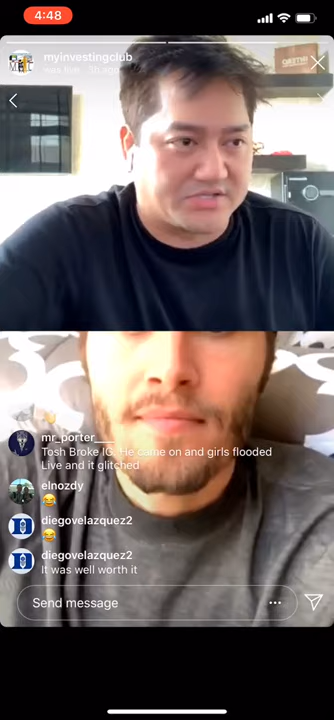 4:48
myinvestingclub
mr_porter___
Tosh Broke IG. He came on and girls flooded
Live and it glitched
elnozdy
😂
diegovelazquez2
😂
diegovelazquez2
It was well worth it
Send message